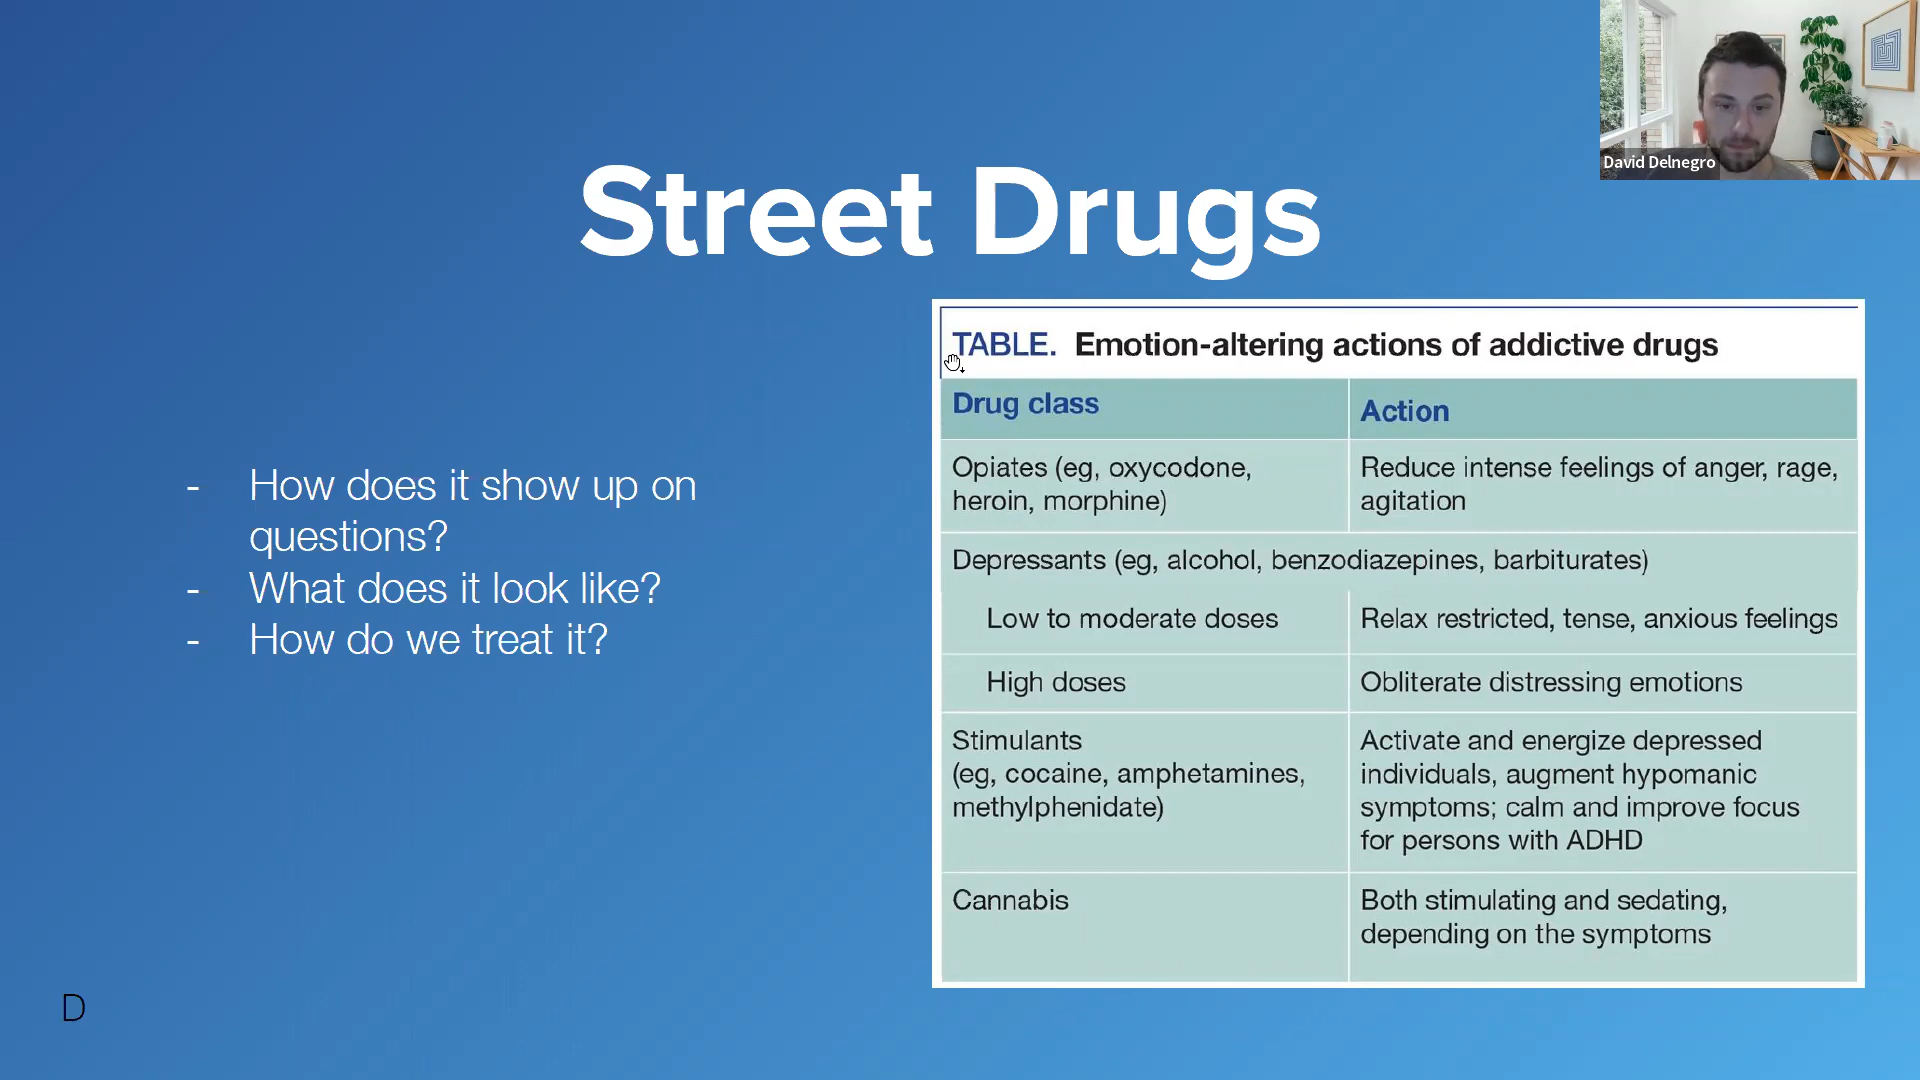 David Delnegro
Street Drugs
- How does it show up on
questions?
- What does it look like?
- How do we treat it?
TABLE. Emotion-altering actions of addictive drugs
Drug class
Action
Opiates (eg, oxycodone,
heroin, morphine)
Reduce intense feelings of anger, rage,
agitation
Depressants (eg, alcohol, benzodiazepines, barbiturates)
Low to moderate doses
Relax restricted, tense, anxious feelings
High doses
Obliterate distressing emotions
Stimulants
(eg, cocaine, amphetamines,
methylphenidate)
Activate and energize depressed
individuals, augment hypomanic
symptoms; calm and improve focus
for persons with ADHD
Cannabis
Both stimulating and sedating,
depending on the symptoms
D